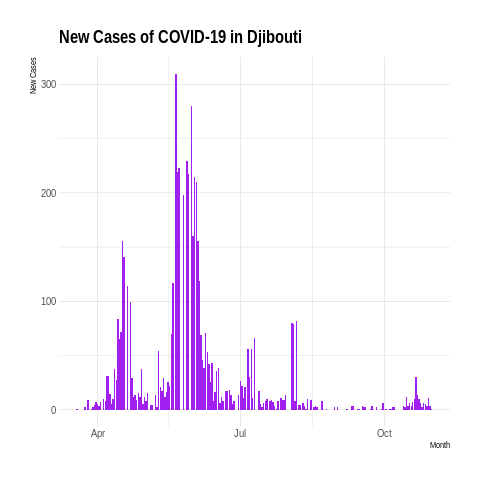 New Cases of COVID-19 in Djibouti
New Cases
300
200
100
0
Apr
Jul
Oct
Month